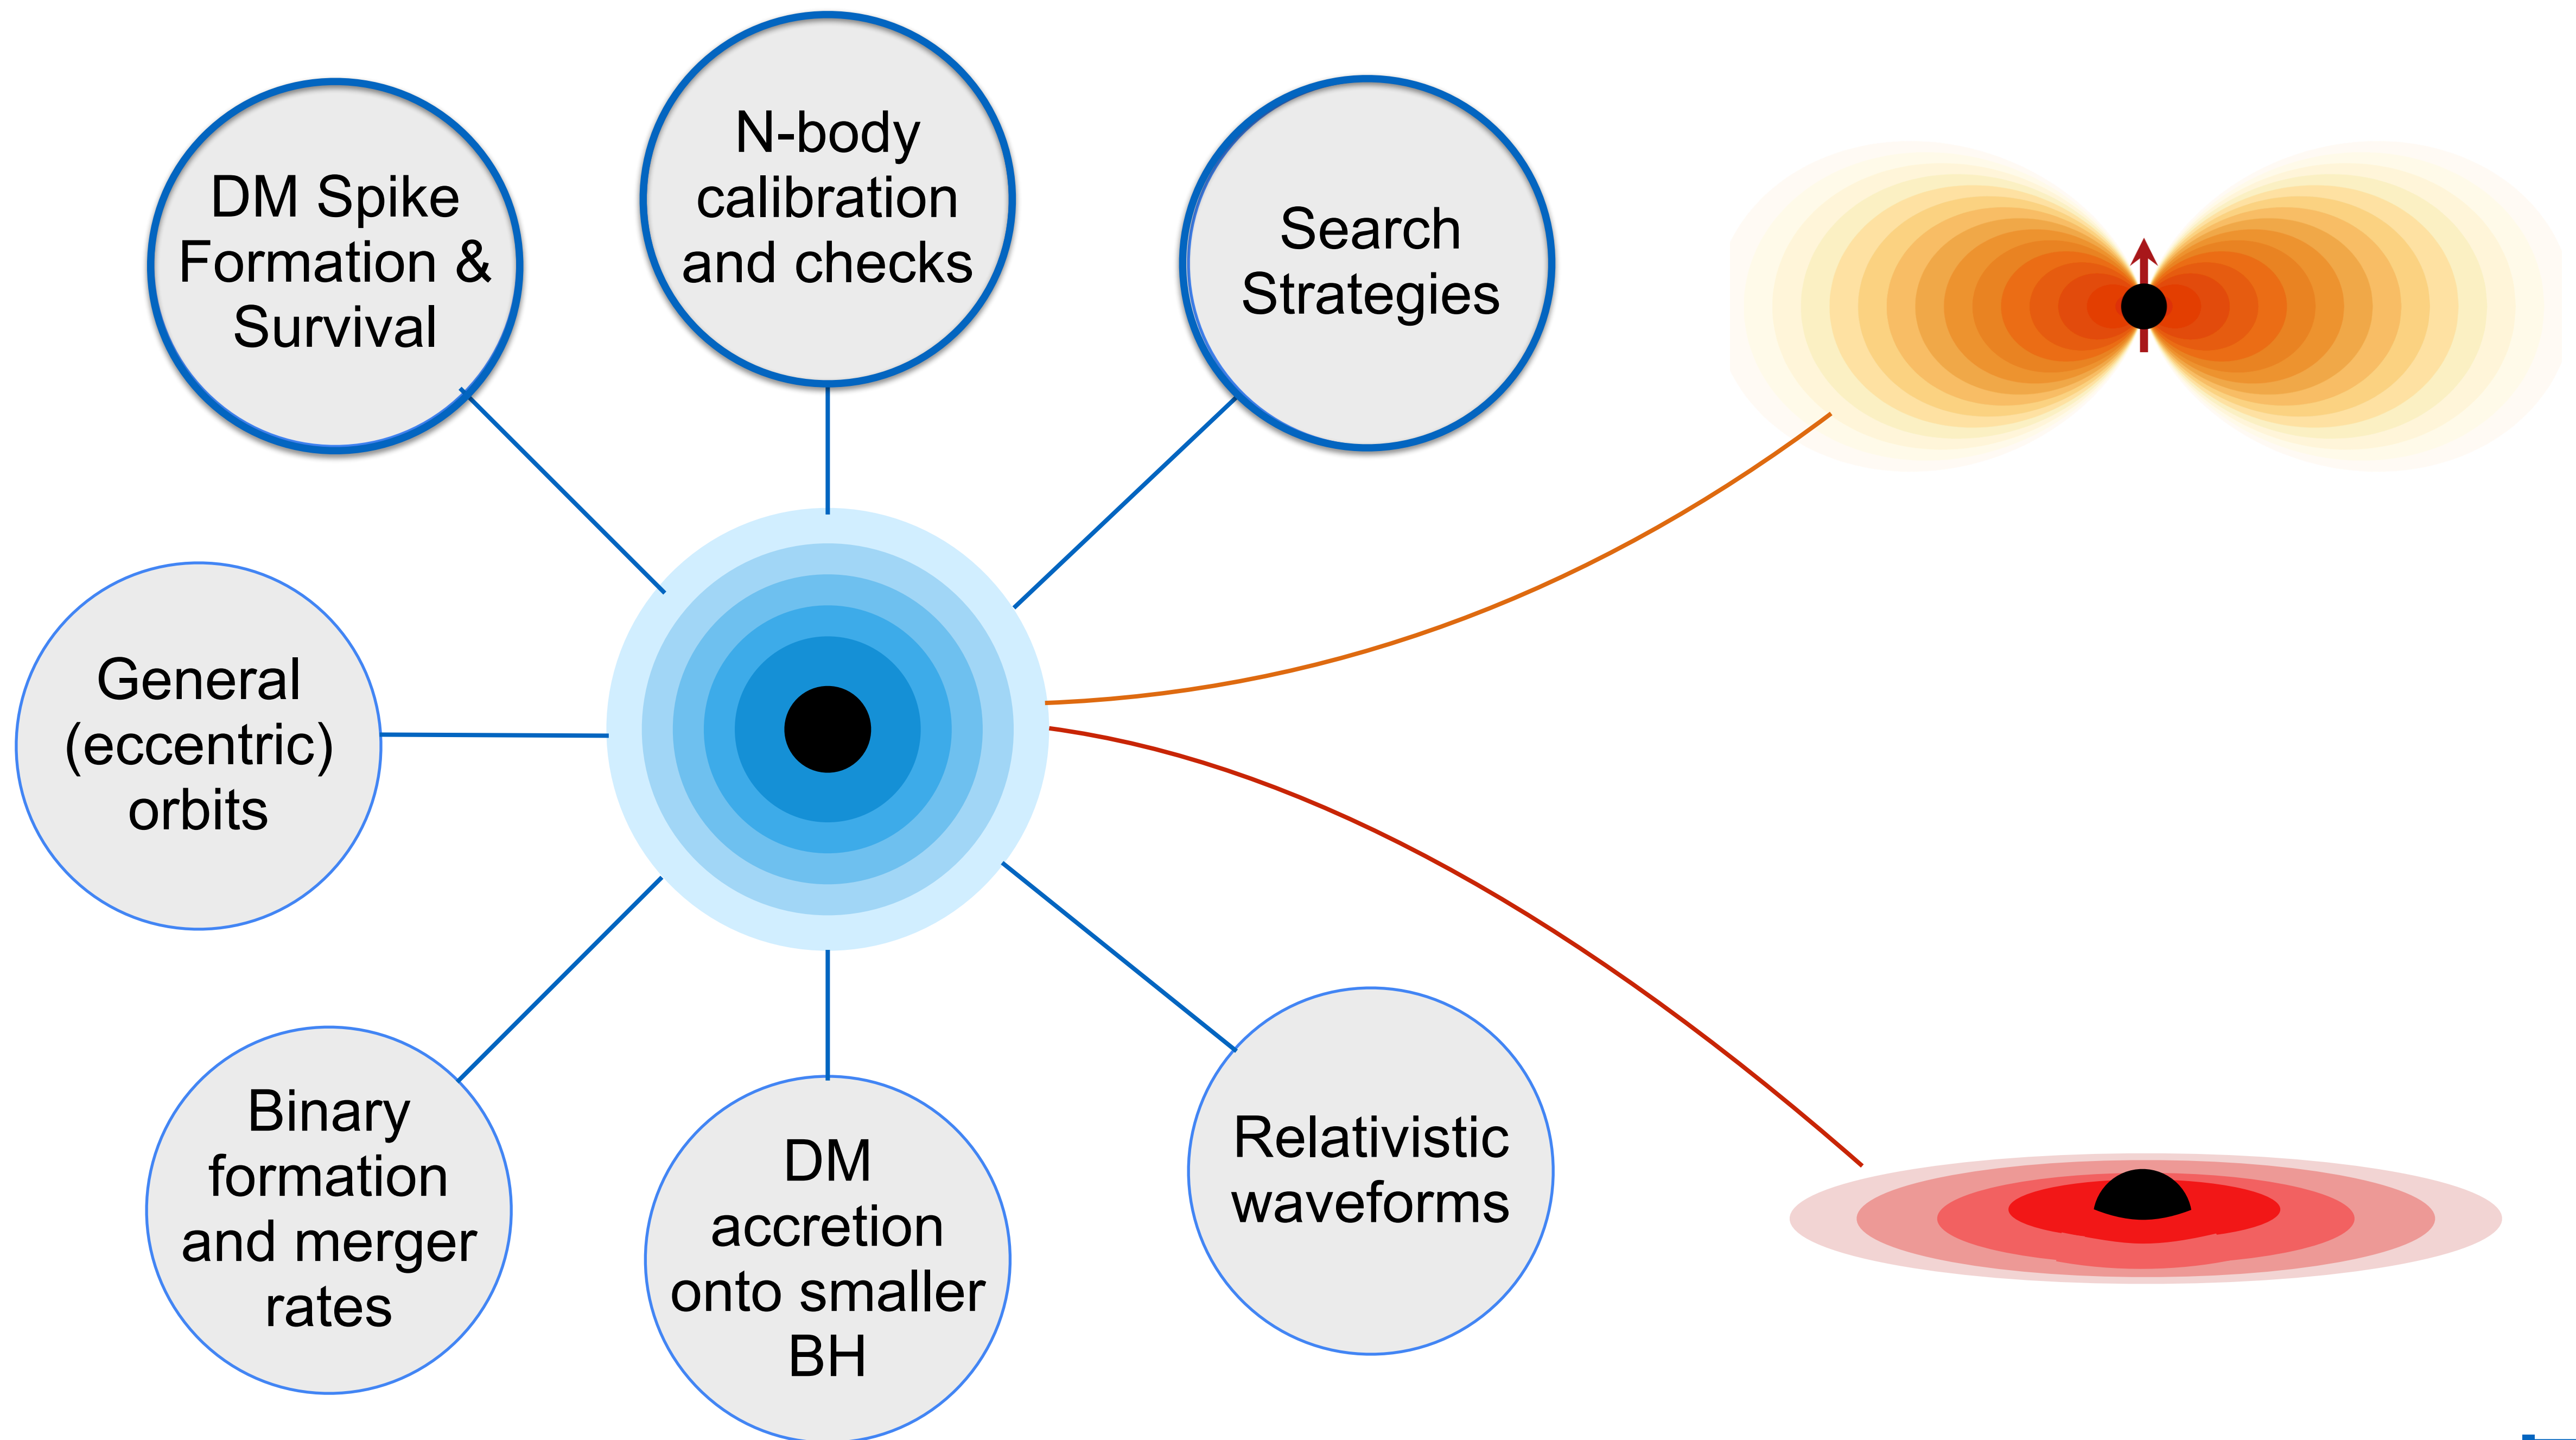 DM Spike
Formation &
Survival
N-body
calibration
and checks
Search
Strategies
General
(eccentric)
orbits
Binary
formation
and merger
rates
DM
accretion
onto smaller
BH
Relativistic
waveforms